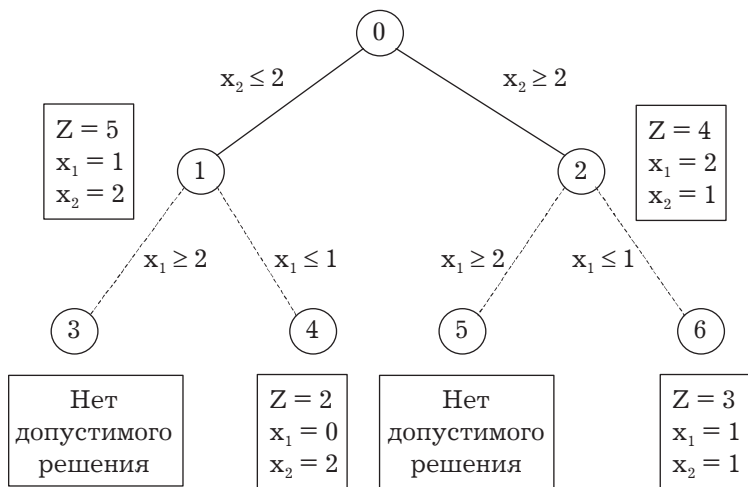 0
x₂ ≤ 2
x₂ ≥ 2
Z = 5
x₁ = 1
x₂ = 2
1
2
Z = 4
x₁ = 2
x₂ = 1
x₁ ≥ 2
x₁ ≤ 1
x₁ ≥ 2
x₁ ≤ 1
3
4
5
6
Нет
допустимого
решения
Z = 2
x₁ = 0
x₂ = 2
Нет
допустимого
решения
Z = 3
x₁ = 1
x₂ = 1